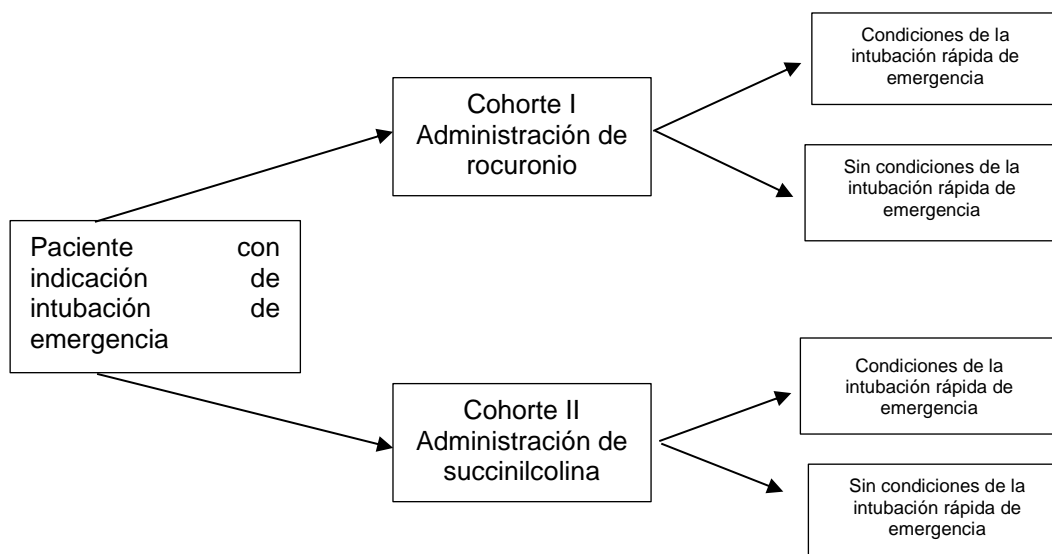 Paciente con
indicación de
intubación de
emergencia
Cohorte I
Administración de
rocuronio
Condiciones de la
intubación rápida de
emergencia
Sin condiciones de la
intubación rápida de
emergencia
Cohorte II
Administración de
succinilcolina
Condiciones de la
intubación rápida de
emergencia
Sin condiciones de la
intubación rápida de
emergencia